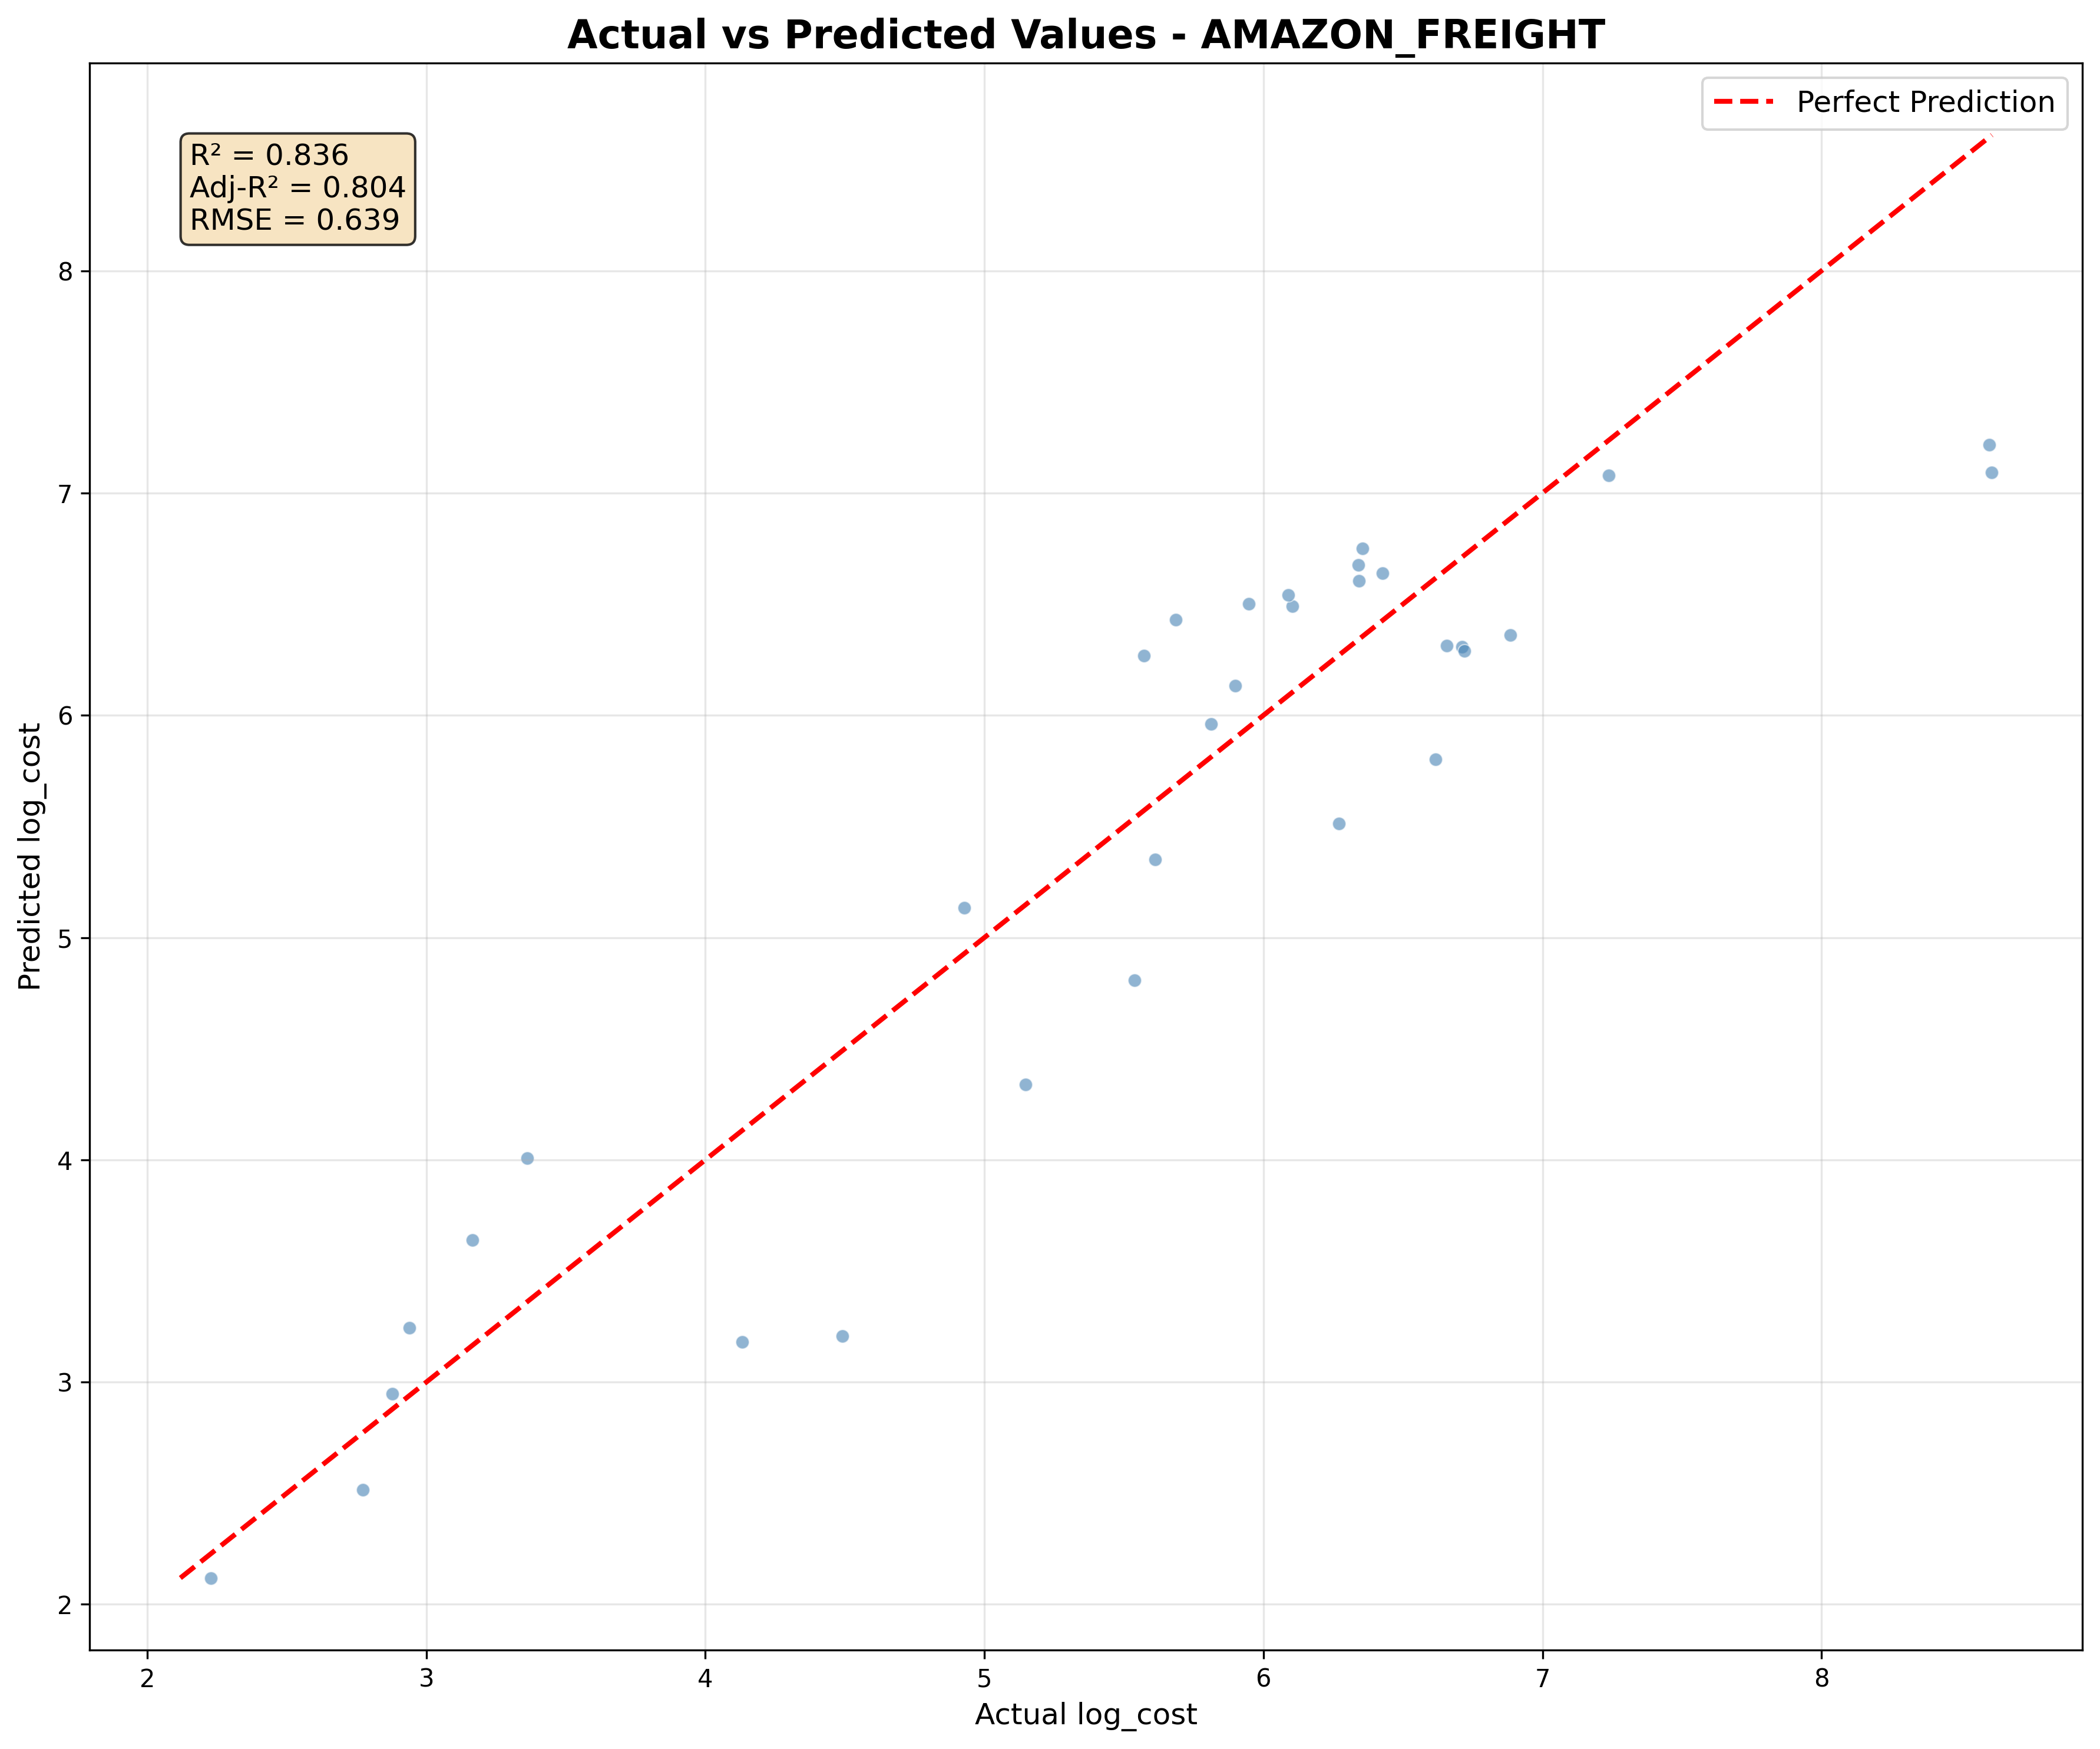 Actual vs Predicted Values - AMAZON_FREIGHT
Perfect Prediction
R² = 0.836
Adj-R² = 0.804
RMSE = 0.639
Predicted log_cost
8
7
6
5
4
3
2
2 3 4 5 6 7 8
Actual log_cost